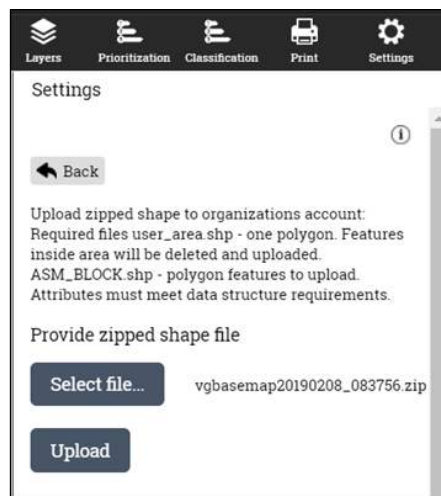 Layers Prioritization Classification Print Settings
Settings
Back
Upload zipped shape to organizations account:
Required files user_area.shp - one polygon. Features
inside area will be deleted and uploaded.
ASM_BLOCK.shp - polygon features to upload.
Attributes must meet data structure requirements.
Provide zipped shape file
Select file... vgbasemap20190208_083756.zip
Upload